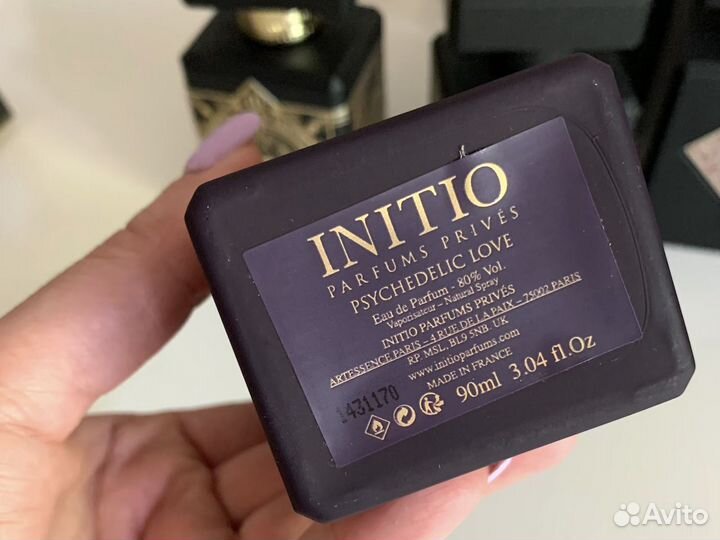 INITIO
PARFUMS PRIVÉS
PSYCHEDELIC LOVE
Eau de Parfum - 80% Vol.
Vaporisateur – Natural Spray
INITIO PARFUMS PRIVÉS
ARTESSENCE PARIS – 4 RUE DE LA PAIX – 75002 PARIS
RP. MSL, BL9 5NB. UK
www.initioparfums.com
MADE IN FRANCE
1431170
90ml 3.04 fl.Oz
Avito